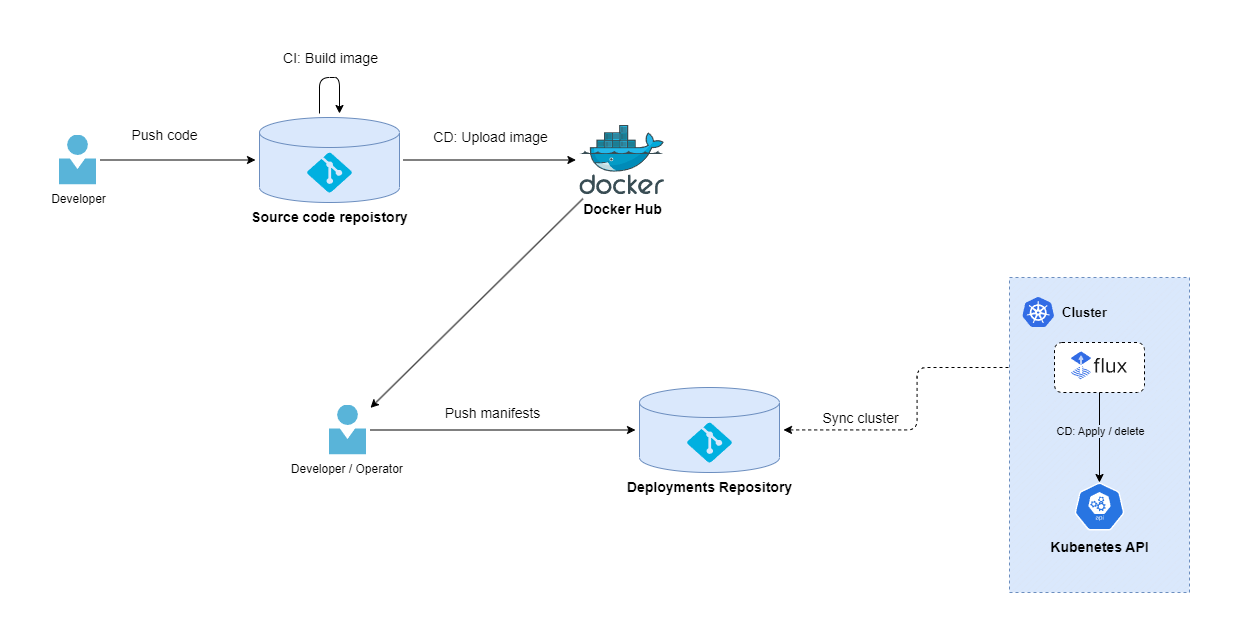 CI: Build image
Push code
CD: Upload image
docker
Developer
Source code repoistory
Docker Hub
Cluster
flux
Push manifests
Sync cluster
CD: Apply / delete
Developer / Operator
Deployments Repository
api
Kubenetes API